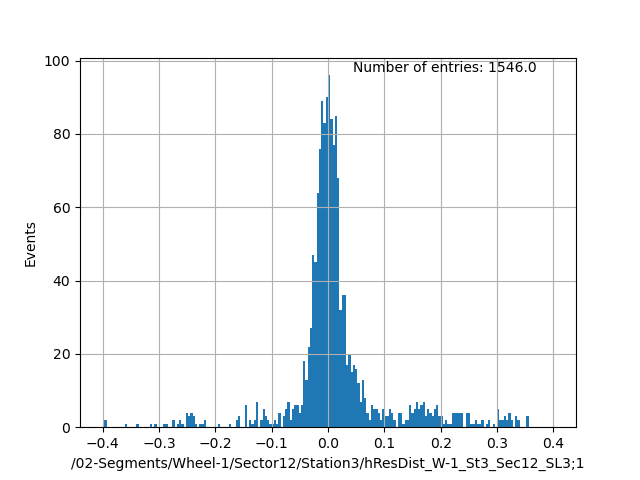 Number of entries: 1546.0
100
80
60
40
20
0
Events
−0.4 −0.3 −0.2 −0.1 0.0 0.1 0.2 0.3 0.4
/02-Segments/Wheel-1/Sector12/Station3/hResDist_W-1_St3_Sec12_SL3;1